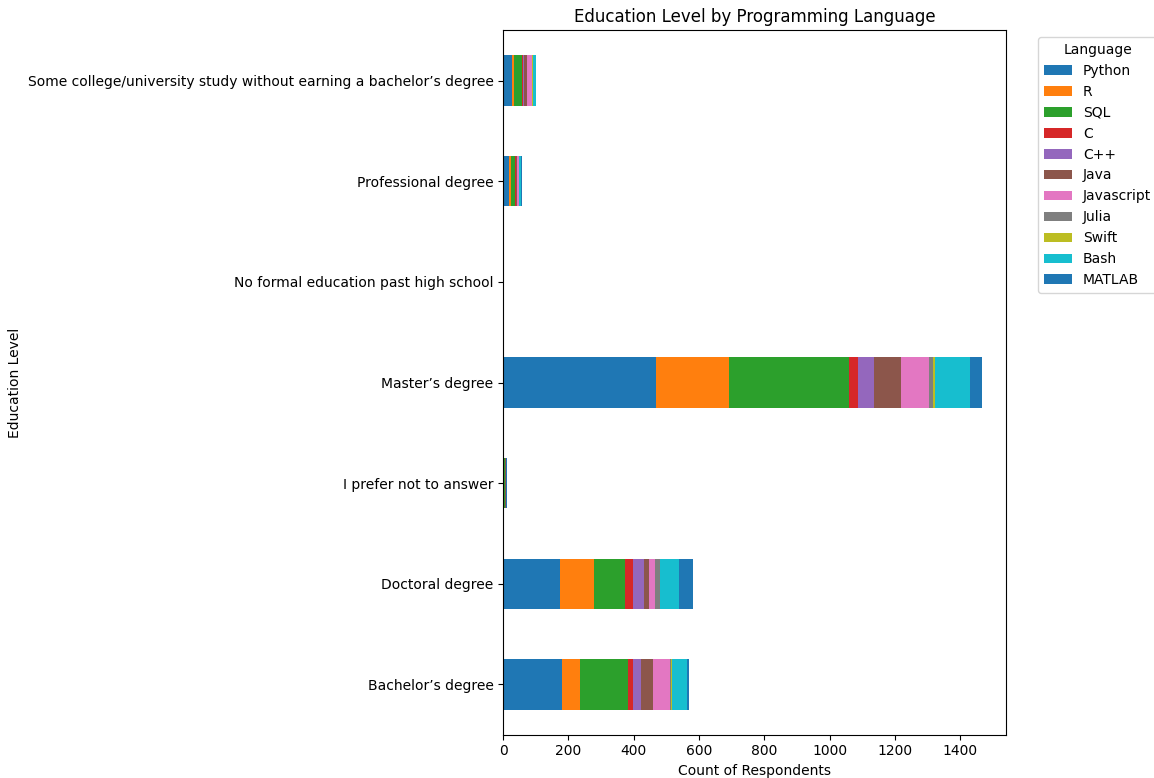 Education Level by Programming Language
Language
Python
R
SQL
C
C++
Java
Javascript
Julia
Swift
Bash
MATLAB
Education Level
Some college/university study without earning a bachelor’s degree
Professional degree
No formal education past high school
Master’s degree
I prefer not to answer
Doctoral degree
Bachelor’s degree
0 200 400 600 800 1000 1200 1400
Count of Respondents